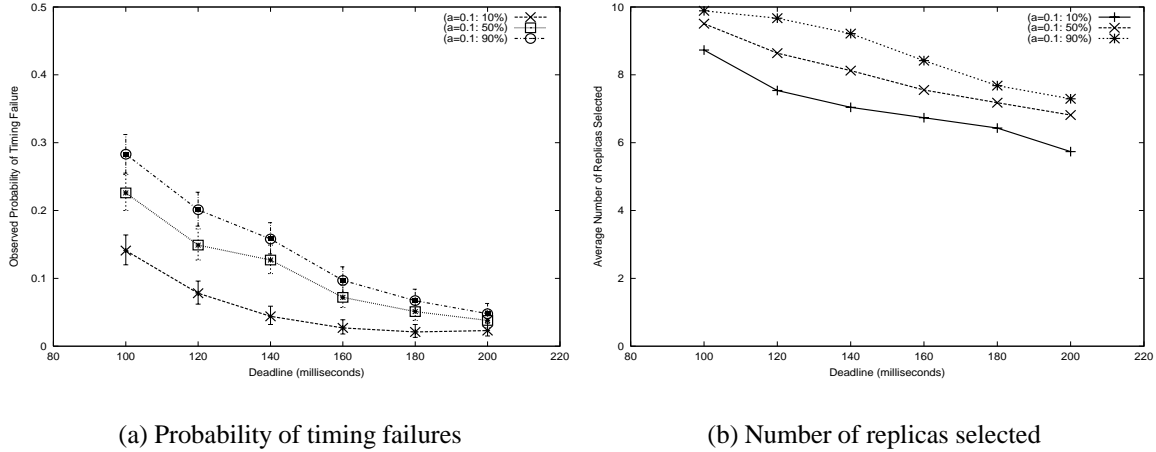 0.5
0.4
0.3
0.2
0.1
0
80
100
120
140
160
180
200
220
Observed Probability of Timing Failure
Deadline (milliseconds)
(a=0.1: 10%)
(a=0.1: 50%)
(a=0.1: 90%)
(a) Probability of timing failures
10
8
6
4
2
0
80
100
120
140
160
180
200
220
Average Number of Replicas Selected
Deadline (milliseconds)
(a=0.1: 10%)
(a=0.1: 50%)
(a=0.1: 90%)
(b) Number of replicas selected